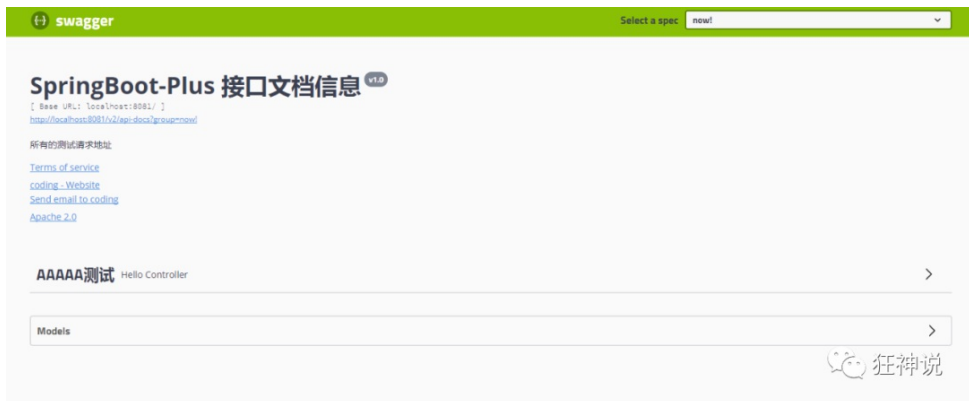 swagger
Select a spec now!
SpringBoot-Plus 接口文档信息 v1.0
[ Base URL: localhost:8081/ ]
http://localhost:8081/v2/api-docs?group=now!
所有的测试请求地址
Terms of service
coding - Website
Send email to coding
Apache 2.0
AAAAA测试 Hello Controller
Models
狂神说